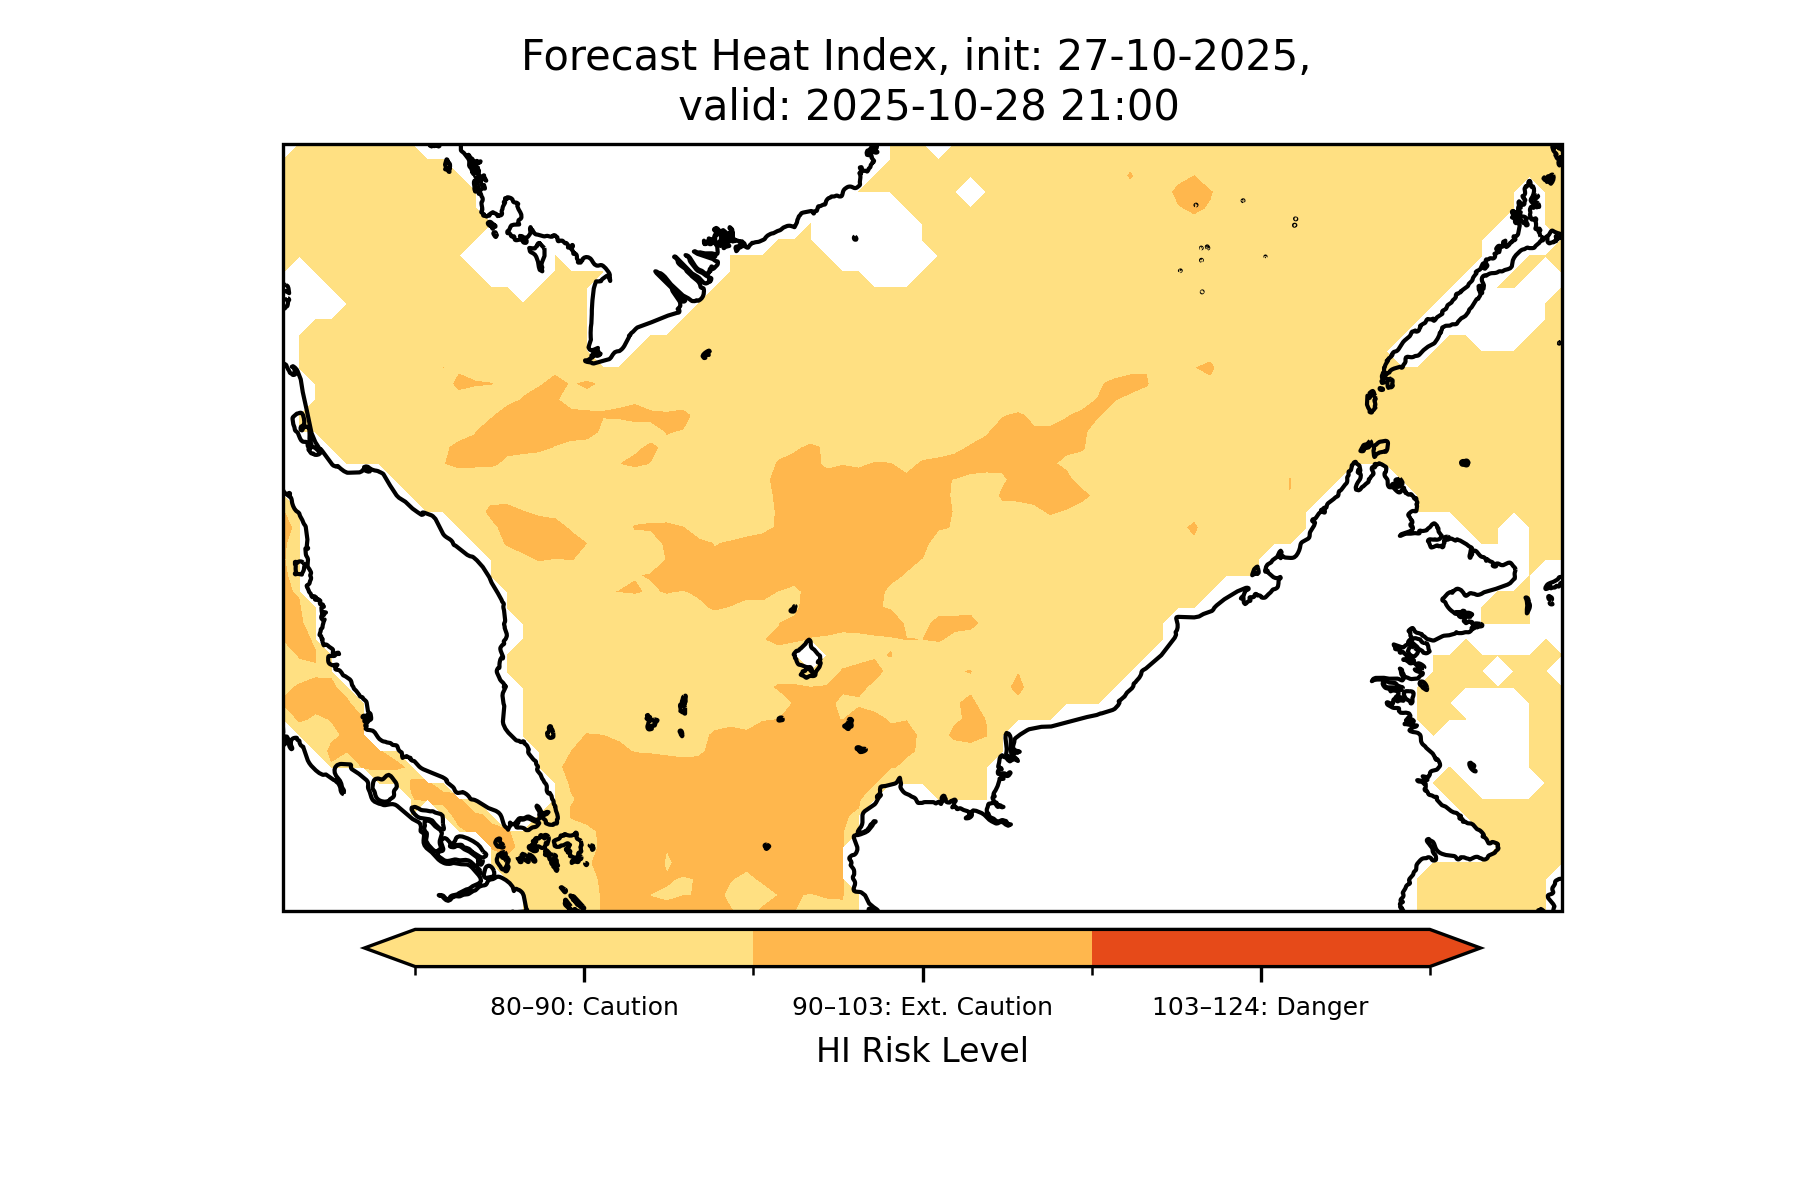 Forecast Heat Index, init: 27-10-2025,
valid: 2025-10-28 21:00
80–90: Caution
90–103: Ext. Caution
103–124: Danger
HI Risk Level